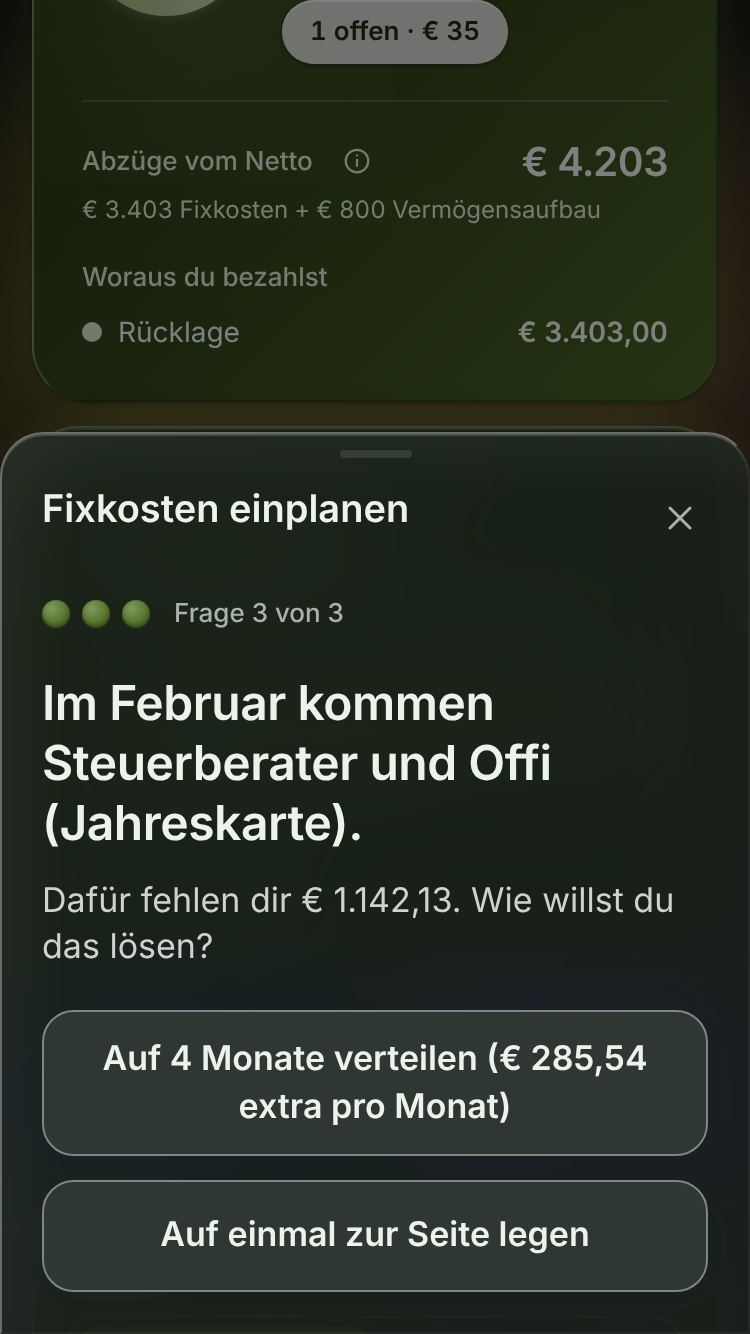 1 offen · € 35
Abzüge vom Netto € 4.203
€ 3.403 Fixkosten + € 800 Vermögensaufbau
Woraus du bezahlst
Rücklage € 3.403,00
Fixkosten einplanen
Frage 3 von 3
Im Februar kommen
Steuerberater und Offi
(Jahreskarte).
Dafür fehlen dir € 1.142,13. Wie willst du
das lösen?
Auf 4 Monate verteilen (€ 285,54
extra pro Monat)
Auf einmal zur Seite legen